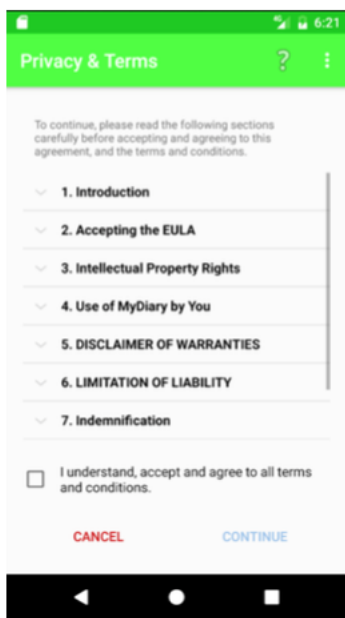 6:21
Privacy & Terms
?
To continue, please read the following sections
carefully before accepting and agreeing to this
agreement, and the terms and conditions.
1. Introduction
2. Accepting the EULA
3. Intellectual Property Rights
4. Use of MyDiary by You
5. DISCLAIMER OF WARRANTIES
6. LIMITATION OF LIABILITY
7. Indemnification
I understand, accept and agree to all terms
and conditions.
CANCEL CONTINUE